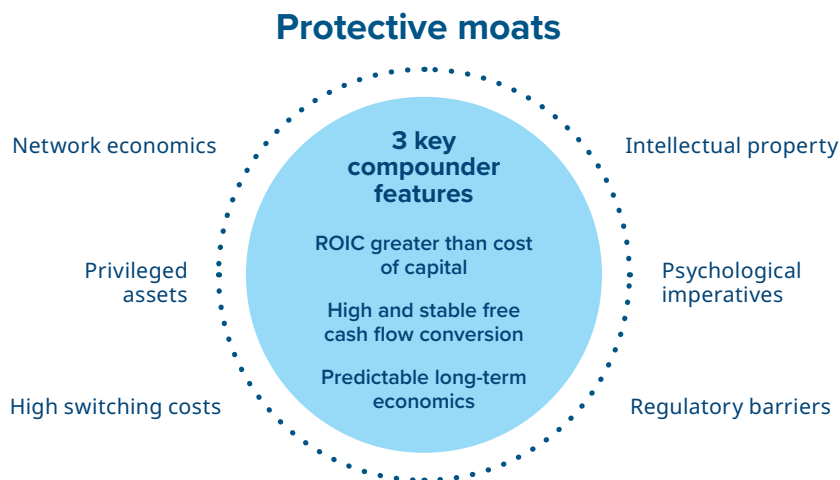 Protective moats
3 key
compounder
features
Network economics
Intellectual property
ROIC greater than cost
of capital
Privileged
assets
Psychological
imperatives
High and stable free
cash flow conversion
Predictable long-term
economics
High switching costs
Regulatory barriers